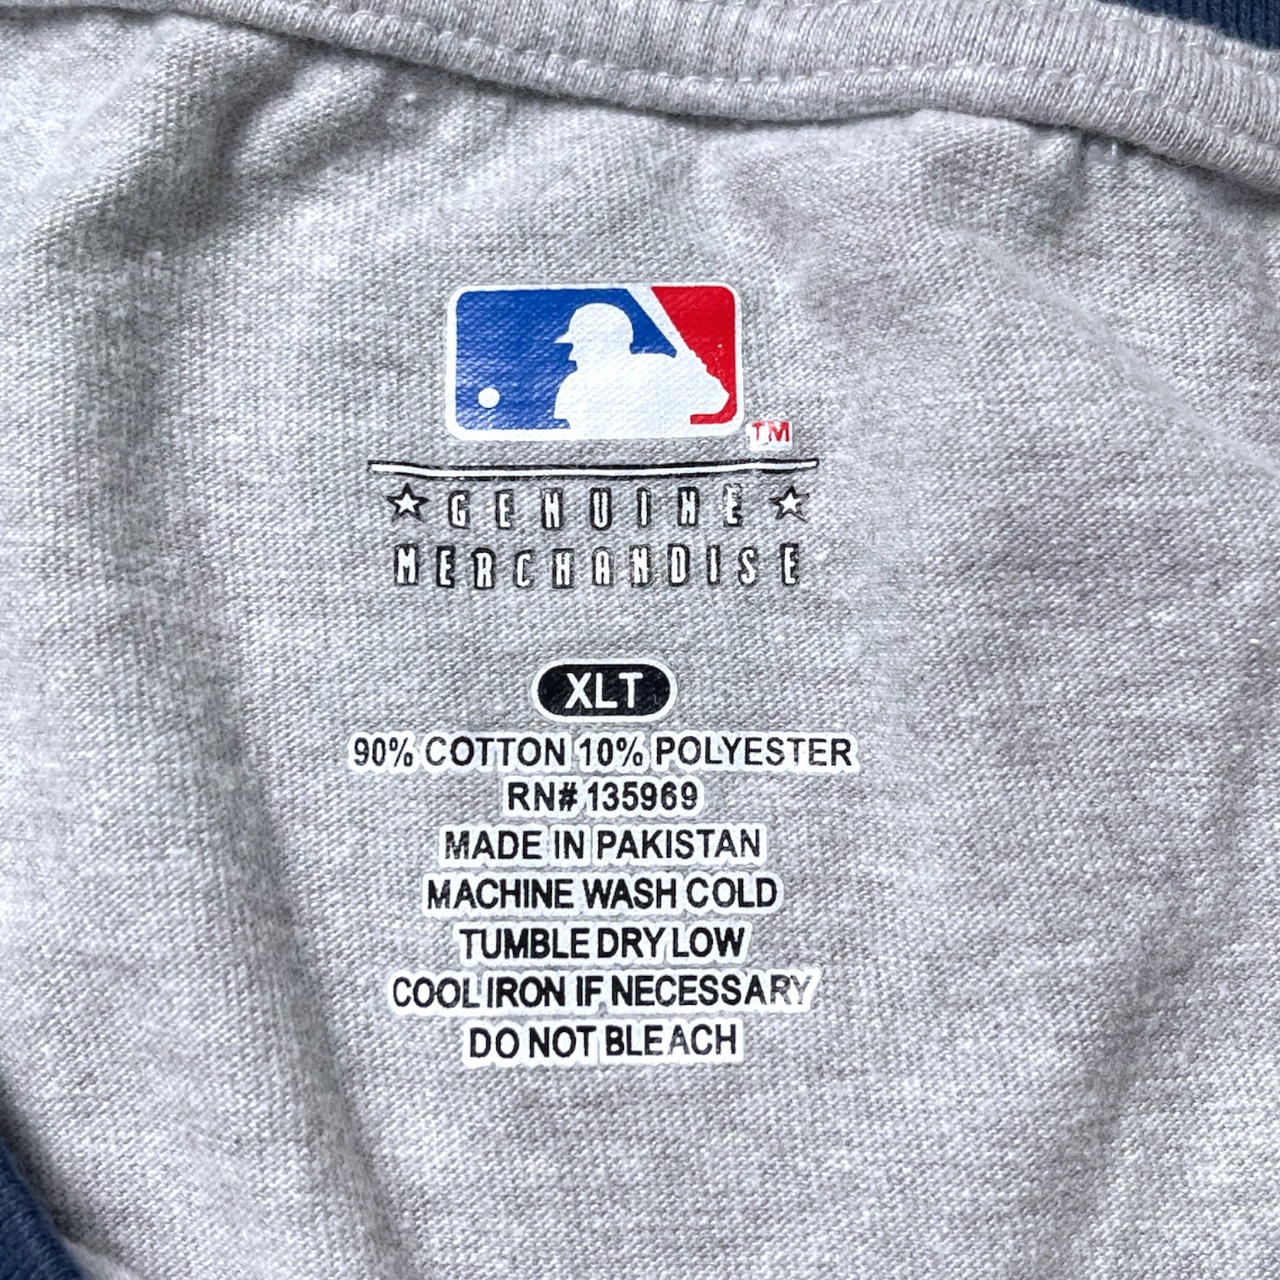 TM
GENUINE
MERCHANDISE
XLT
90% COTTON 10% POLYESTER
RN# 135969
MADE IN PAKISTAN
MACHINE WASH COLD
TUMBLE DRY LOW
COOL IRON IF NECESSARY
DO NOT BLEACH